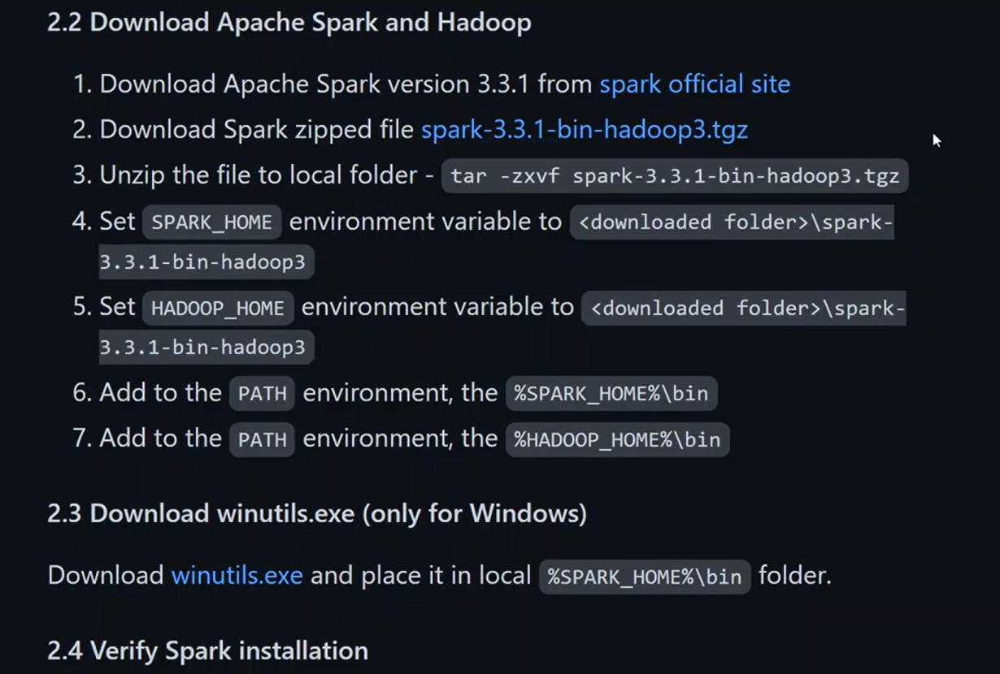 2.2 Download Apache Spark and Hadoop
1. Download Apache Spark version 3.3.1 from spark official site
2. Download Spark zipped file spark-3.3.1-bin-hadoop3.tgz
3. Unzip the file to local folder - tar -zxvf spark-3.3.1-bin-hadoop3.tgz
4. Set SPARK_HOME environment variable to <downloaded folder>\spark-
3.3.1-bin-hadoop3
5. Set HADOOP_HOME environment variable to <downloaded folder>\spark-
3.3.1-bin-hadoop3
6. Add to the PATH environment, the %SPARK_HOME%\bin
7. Add to the PATH environment, the %HADOOP_HOME%\bin
2.3 Download winutils.exe (only for Windows)
Download winutils.exe and place it in local %SPARK_HOME%\bin folder.
2.4 Verify Spark installation